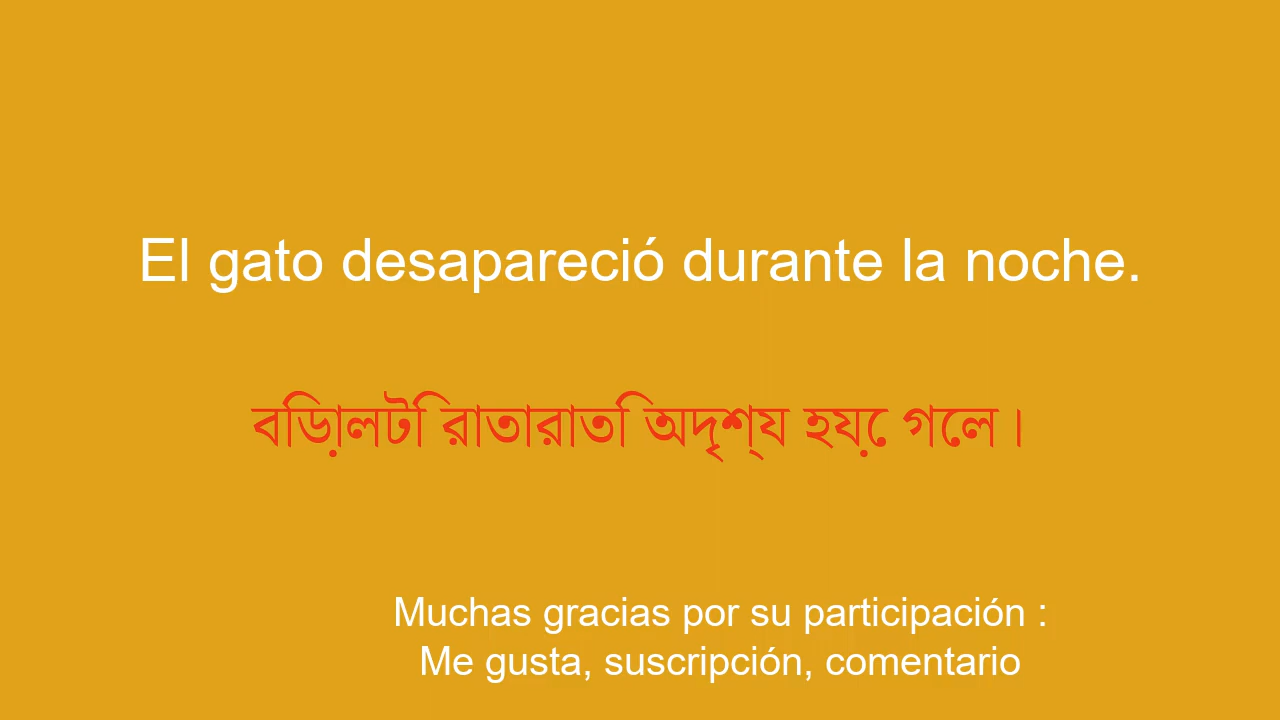 El gato desapareció durante la noche.
বিড়ালটি রাতারাতি অদৃশ্য হয়ে গেল।
Muchas gracias por su participación :
Me gusta, suscripción, comentario